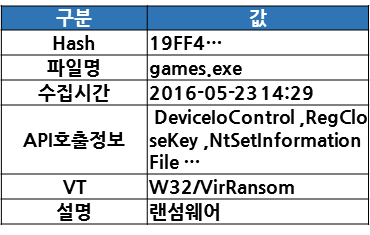 구분 값
Hash 19FF4…
파일명 games.exe
수집시간 2016-05-23 14:29
API호출정보 DeviceIoControl ,RegClo
seKey ,NtSetInformation
File …
VT W32/VirRansom
설명 랜섬웨어